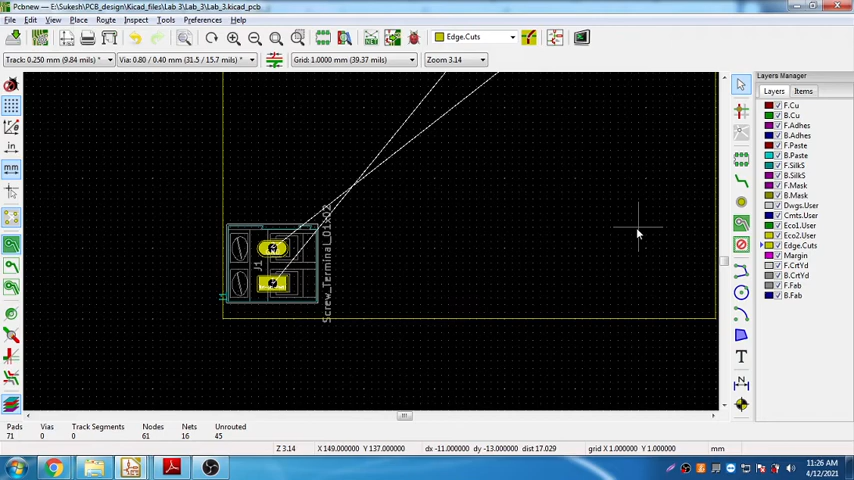 Pcbnew — E:\Sukesh\PCB_design\Kicad_files\Lab 3\Lab_3.kicad_pcb
File Edit View Place Route Inspect Tools Preferences Help
Edge.Cuts
Track: 0.250 mm (9.84 mils) * Via: 0.80 / 0.40 mm (31.5 / 15.7 mils) * Grid: 1.0000 mm (39.37 mils) Zoom 3.14
in
mm
J1
J1
Screw_Terminal_01x02
Layers Manager
Layers Items
F.Cu
B.Cu
F.Adhes
B.Adhes
F.Paste
B.Paste
F.SilkS
B.SilkS
F.Mask
B.Mask
Dwgs.User
Cmts.User
Eco1.User
Eco2.User
Edge.Cuts
Margin
F.CrtYd
B.CrtYd
F.Fab
B.Fab
Pads Vias Track Segments Nodes Nets Unrouted
71 0 0 61 16 45
Z 3.14 X 149.000000 Y 137.000000 dx -11.000000 dy -13.000000 dist 17.029 grid X 1.000000 Y 1.000000 mm
11:26 AM
4/12/2021